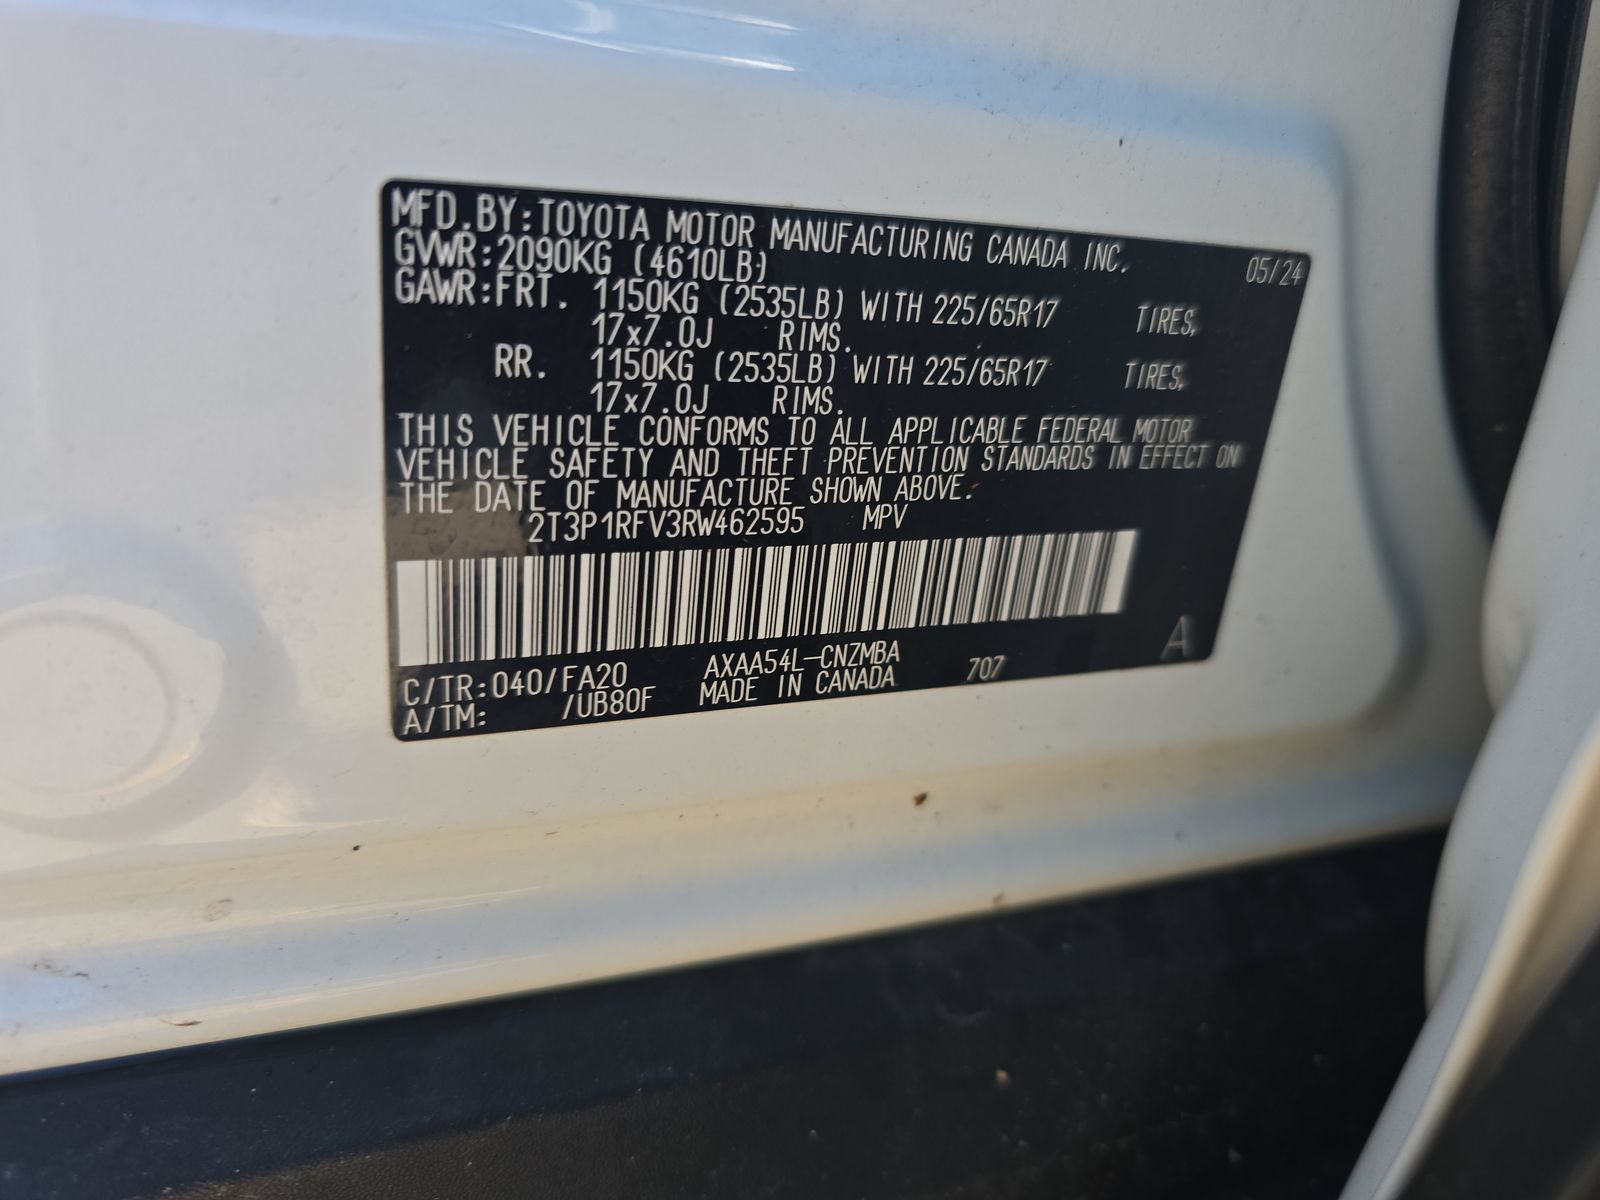 MFD.BY:TOYOTA MOTOR MANUFACTURING CANADA INC. 05/24
GVWR:2090KG (4610LB)
GAWR:FRT. 1150KG (2535LB) WITH 225/65R17 TIRES,
17x7.0J RIMS.
RR. 1150KG (2535LB) WITH 225/65R17 TIRES,
17x7.0J RIMS.
THIS VEHICLE CONFORMS TO ALL APPLICABLE FEDERAL MOTOR
VEHICLE SAFETY AND THEFT PREVENTION STANDARDS IN EFFECT ON
THE DATE OF MANUFACTURE SHOWN ABOVE.
2T3P1RFV3RW462595 MPV
C/TR:040/FA20 AXAA54L-CNZMBA 707 A
A/TM: /UB80F MADE IN CANADA